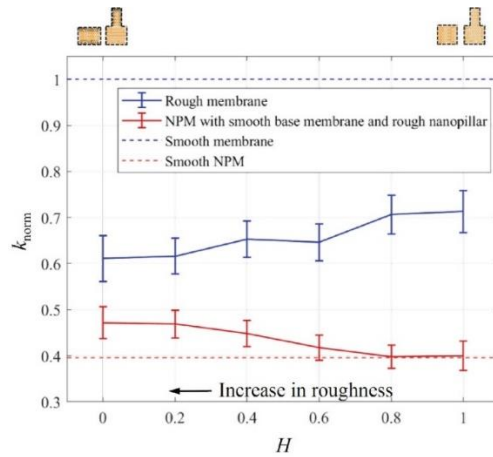 1
0.9
0.8
0.7
0.6
0.5
0.4
0.3
k_norm
Rough membrane
NPM with smooth base membrane and rough nanopillar
Smooth membrane
Smooth NPM
Increase in roughness
0 0.2 0.4 0.6 0.8 1
H